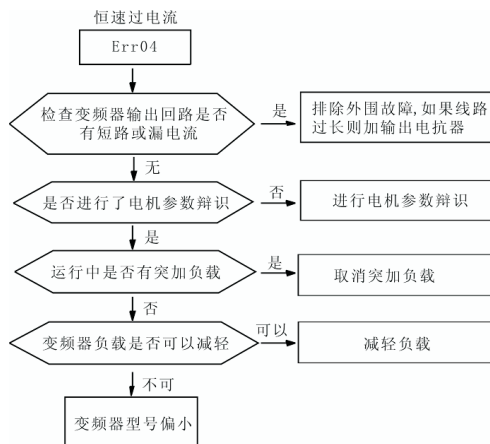 恒速过电流
Err04
检查变频器输出回路是否
有短路或漏电流
是
排除外围故障,如果线路
过长则加输出电抗器
无
是否进行了电机参数辩识
否
进行电机参数辩识
是
运行中是否有突加负载
是
取消突加负载
否
变频器负载是否可以减轻
可以
减轻负载
不可
变频器型号偏小